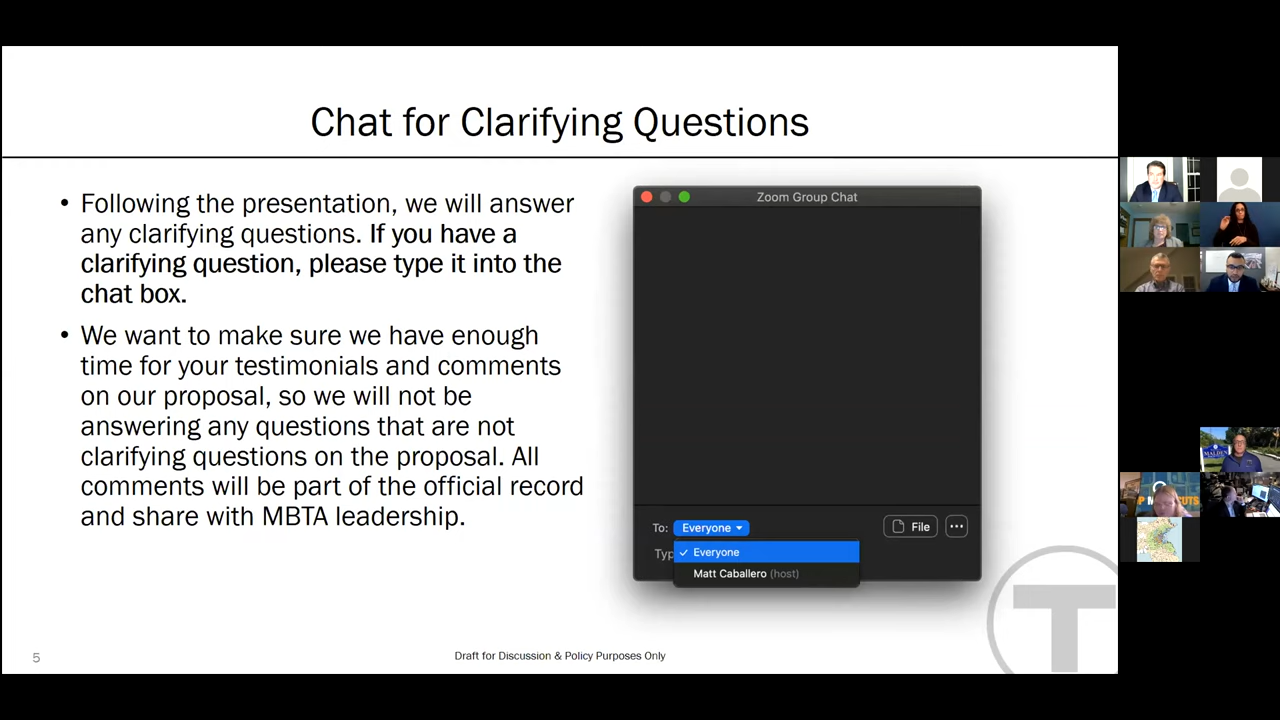 Chat for Clarifying Questions
• Following the presentation, we will answer
any clarifying questions. If you have a
clarifying question, please type it into the
chat box.
• We want to make sure we have enough
time for your testimonials and comments
on our proposal, so we will not be
answering any questions that are not
clarifying questions on the proposal. All
comments will be part of the official record
and share with MBTA leadership.
Zoom Group Chat
To: Everyone
File
Typ
✓ Everyone
Matt Caballero (host)
5
Draft for Discussion & Policy Purposes Only
T
MALDEN